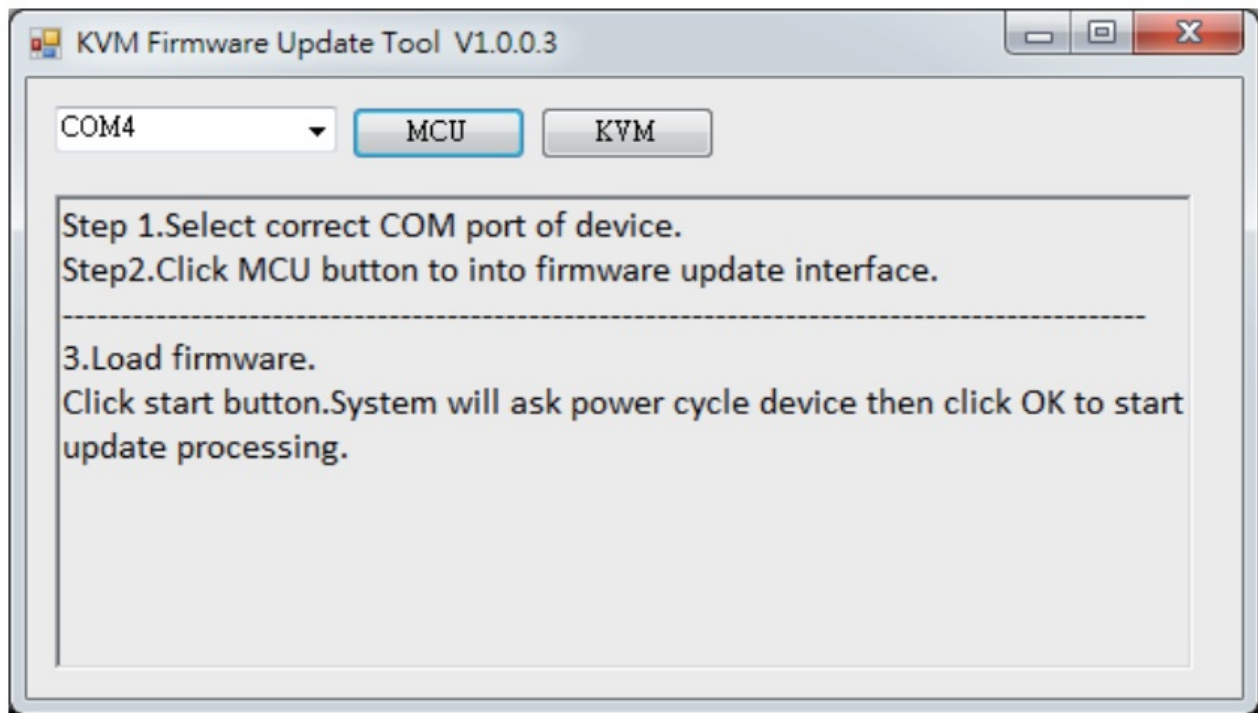 KVM Firmware Update Tool V1.0.0.3
COM4 MCU KVM
Step 1.Select correct COM port of device.
Step2.Click MCU button to into firmware update interface.
--------------------------------------------------------------------------------------------
3.Load firmware.
Click start button.System will ask power cycle device then click OK to start
update processing.